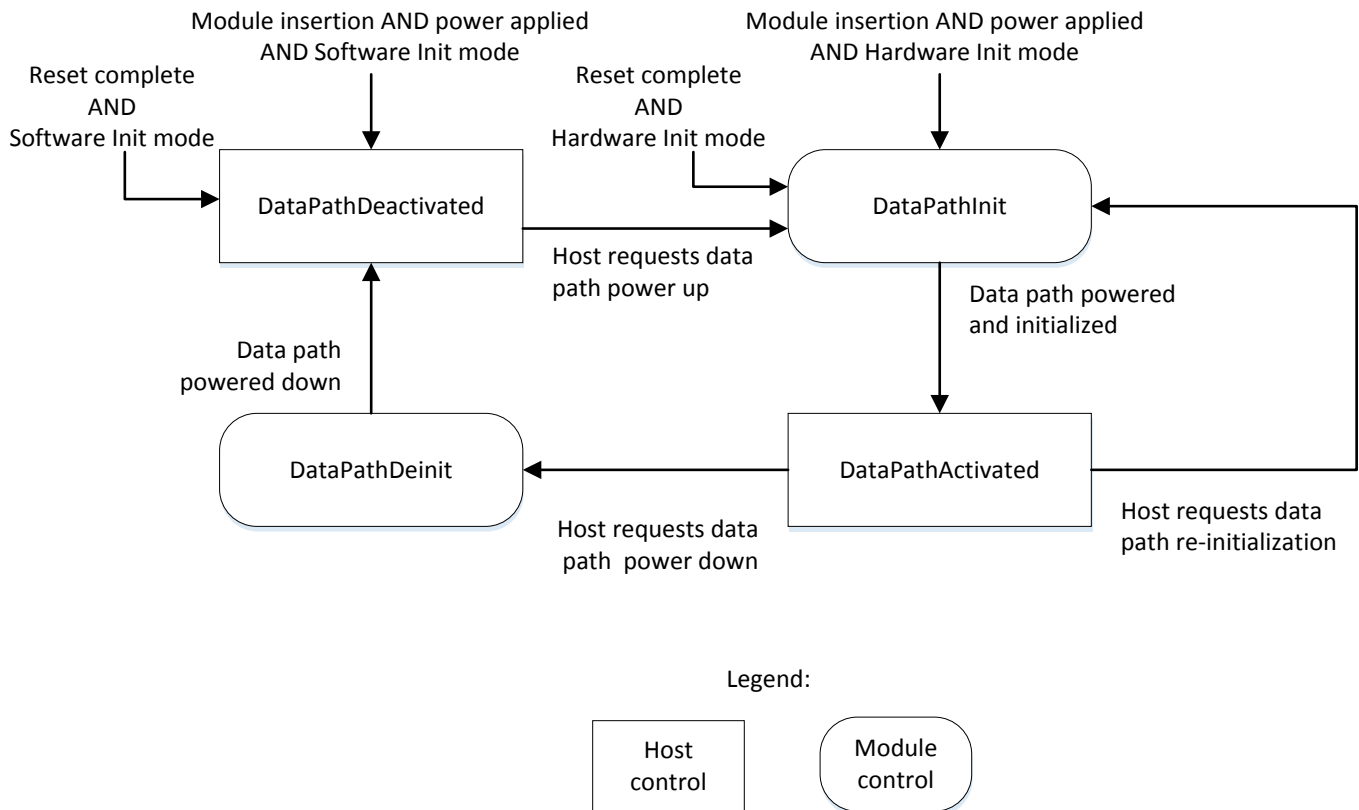 Module insertion AND power applied
AND Software Init mode
Module insertion AND power applied
AND Hardware Init mode
Reset complete
AND
Software Init mode
Reset complete
AND
Hardware Init mode
DataPathDeactivated
DataPathInit
Host requests data
path power up
Data path powered
and initialized
Data path
powered down
DataPathDeinit
DataPathActivated
Host requests data
path power down
Host requests data
path re-initialization
Legend:
Host
control
Module
control